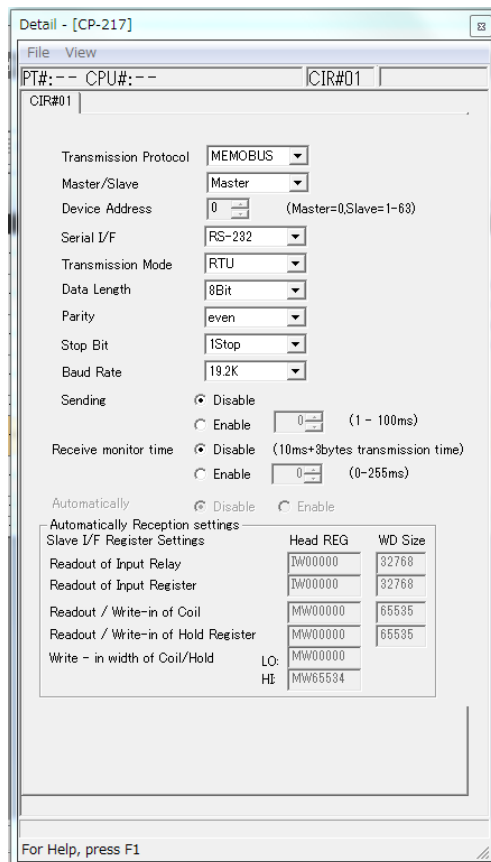 Detail - [CP-217]
File View
PT#:-- CPU#:-- CIR#01
CIR#01
Transmission Protocol MEMOBUS
Master/Slave Master
Device Address 0 (Master=0,Slave=1-63)
Serial I/F RS-232
Transmission Mode RTU
Data Length 8Bit
Parity even
Stop Bit 1Stop
Baud Rate 19.2K
Sending Disable
Enable 0 (1 - 100ms)
Receive monitor time Disable (10ms+3bytes transmission time)
Enable 0 (0-255ms)
Automatically Disable Enable
Automatically Reception settings
Slave I/F Register Settings Head REG WD Size
Readout of Input Relay IW00000 32768
Readout of Input Register IW00000 32768
Readout / Write-in of Coil MW00000 65535
Readout / Write-in of Hold Register MW00000 65535
Write - in width of Coil/Hold LO: MW00000
HI: MW65534
For Help, press F1